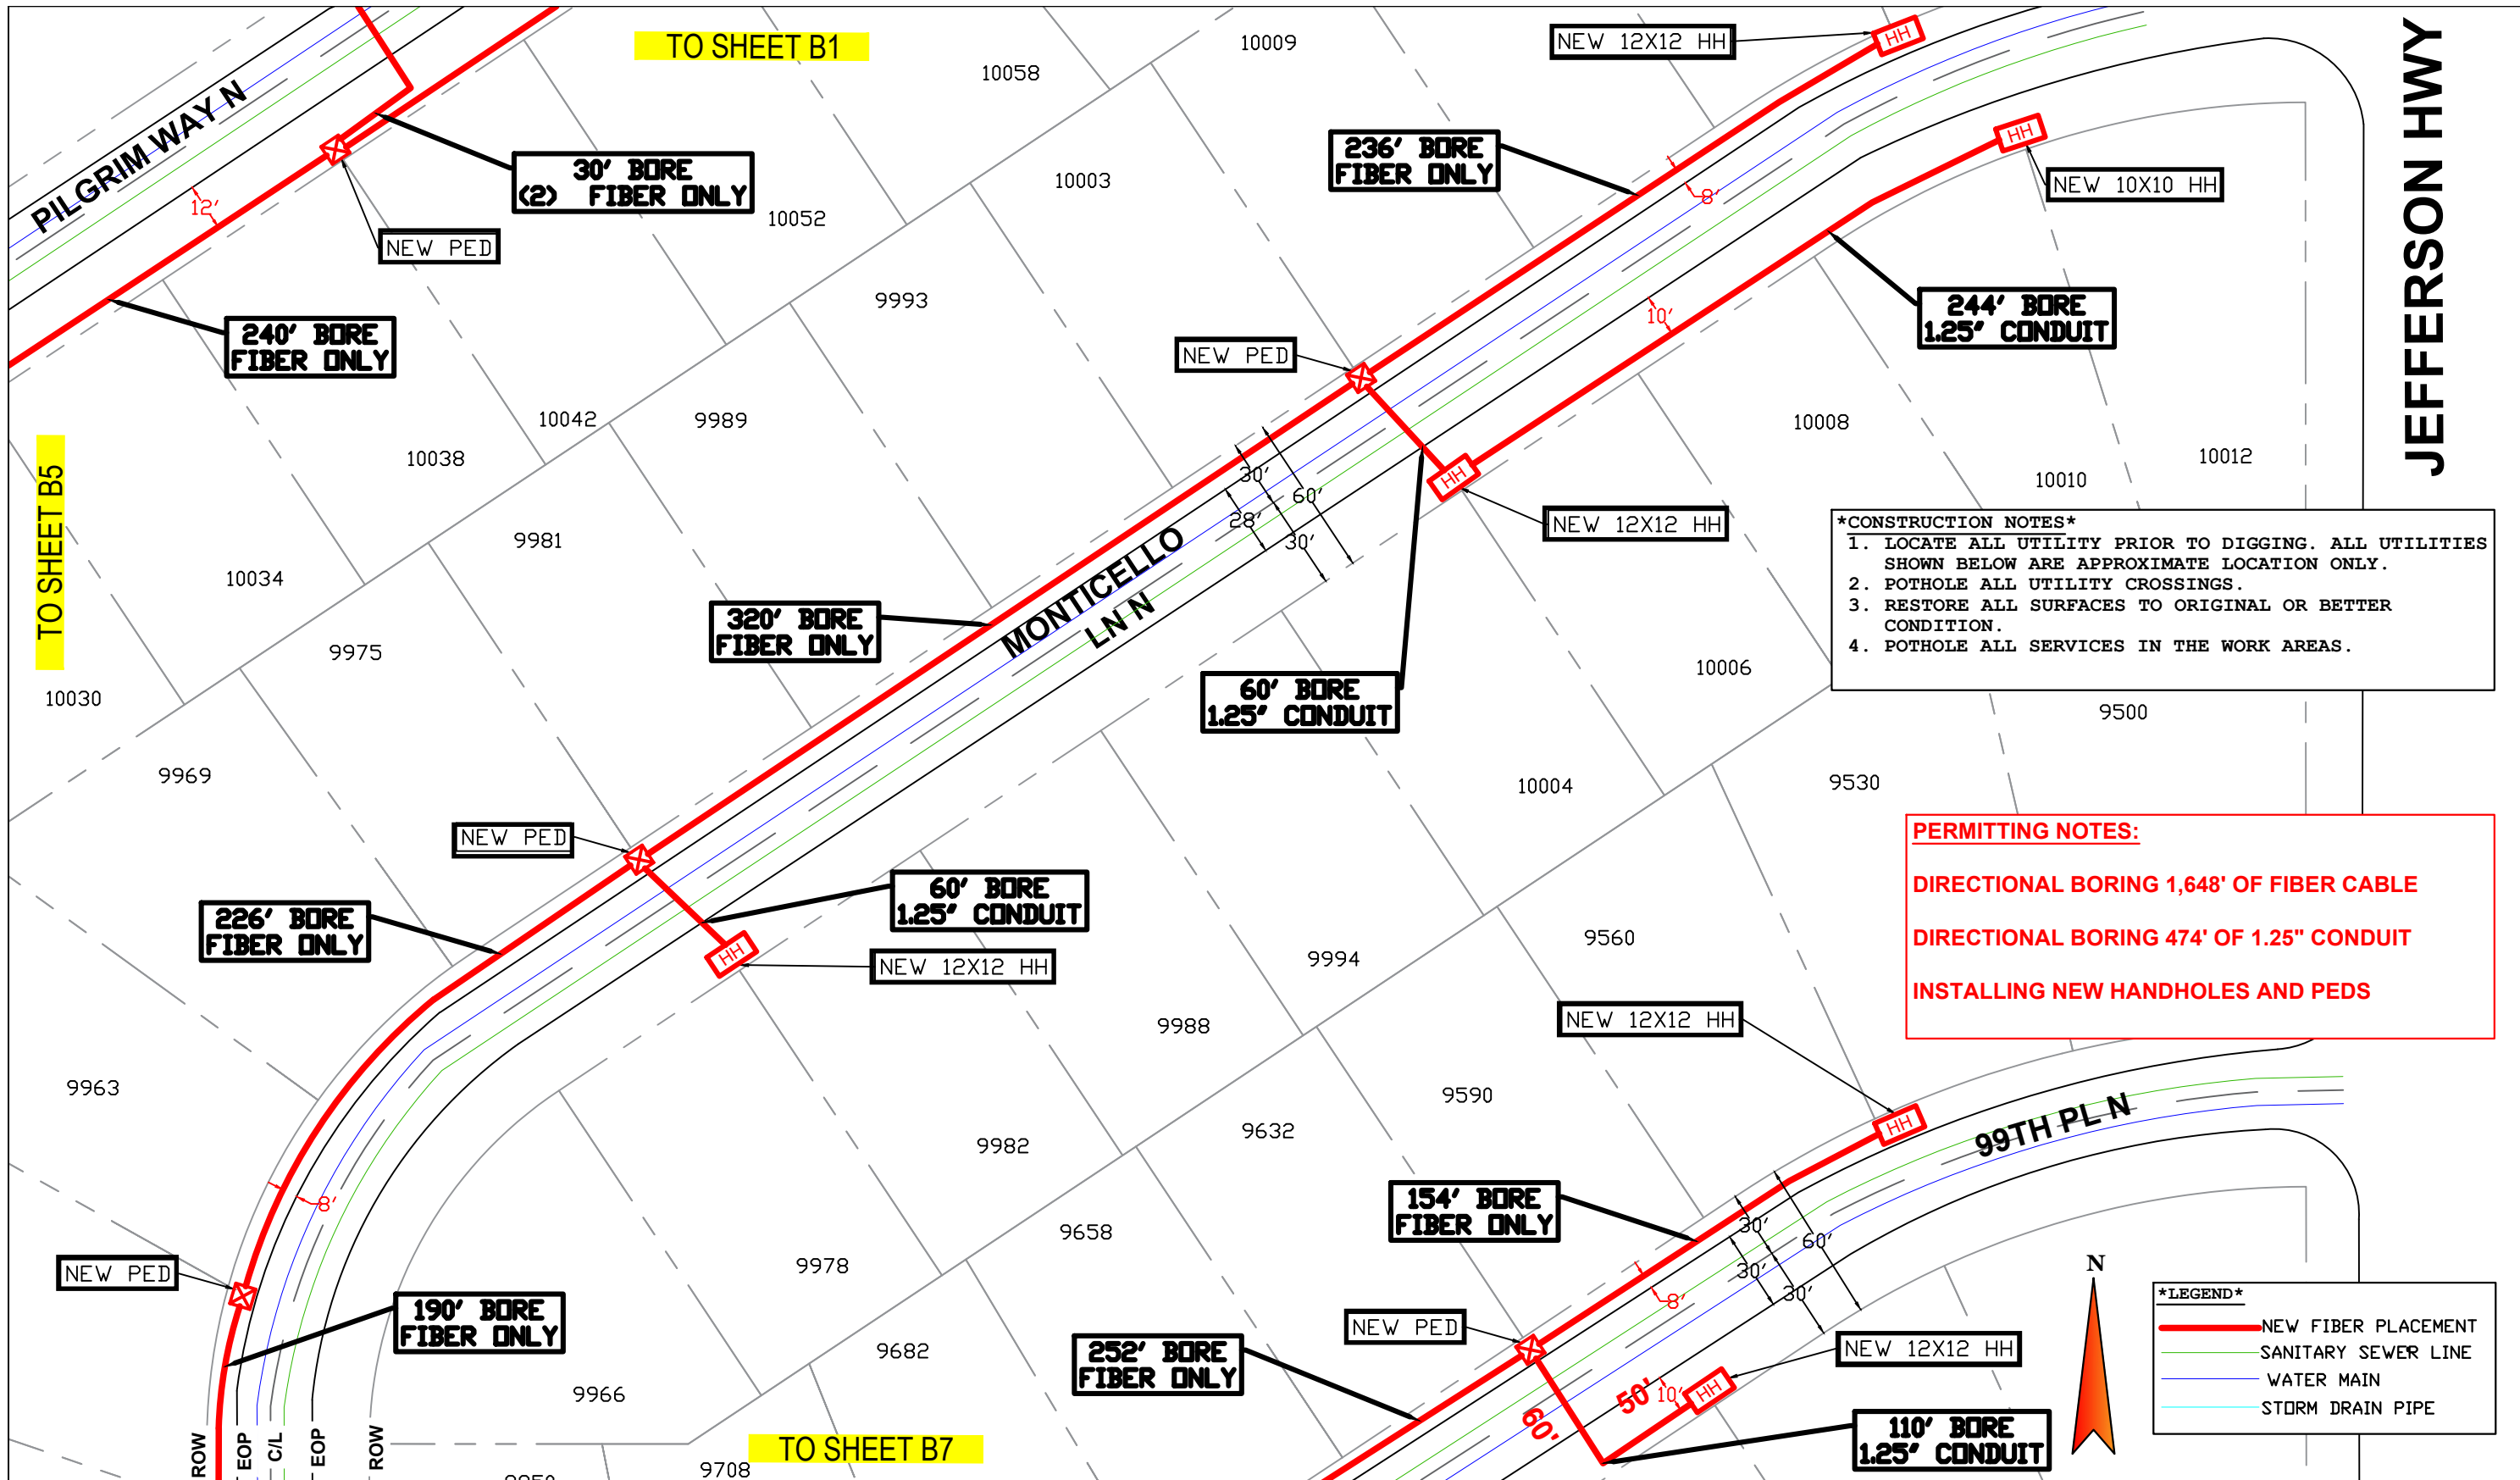 TO SHEET B1
PILGRIM WAY N
JEFFERSON HWY
10009
10058
NEW 12X12 HH
HH
236' BORE
FIBER ONLY
HH
NEW 10X10 HH
30' BORE
(2) FIBER ONLY
10003
10052
12'
8'
NEW PED
240' BORE
FIBER ONLY
9993
10'
244' BORE
1.25" CONDUIT
NEW PED
10042
9989
10038
10008
10012
10010
HH
30'
60'
28'
30'
NEW 12X12 HH
TO SHEET B5
9981
10034
MONTICELLO
LN N
320' BORE
FIBER ONLY
9975
10030
60' BORE
1.25" CONDUIT
10006
*CONSTRUCTION NOTES*
1. LOCATE ALL UTILITY PRIOR TO DIGGING. ALL UTILITIES
SHOWN BELOW ARE APPROXIMATE LOCATION ONLY.
2. POTHOLE ALL UTILITY CROSSINGS.
3. RESTORE ALL SURFACES TO ORIGINAL OR BETTER
CONDITION.
4. POTHOLE ALL SERVICES IN THE WORK AREAS.
9500
9969
10004
9530
NEW PED
60' BORE
1.25" CONDUIT
226' BORE
FIBER ONLY
HH
NEW 12X12 HH
9994
9560
PERMITTING NOTES:
DIRECTIONAL BORING 1,648' OF FIBER CABLE
DIRECTIONAL BORING 474' OF 1.25" CONDUIT
INSTALLING NEW HANDHOLES AND PEDS
9988
NEW 12X12 HH
9963
9590
9632
9982
HH
99TH PL N
8'
154' BORE
FIBER ONLY
9658
30'
60'
30'
30'
NEW PED
9978
8'
190' BORE
FIBER ONLY
NEW PED
252' BORE
FIBER ONLY
9682
NEW 12X12 HH
HH
10'
50'
60'
9966
110' BORE
1.25" CONDUIT
N
*LEGEND*
NEW FIBER PLACEMENT
SANITARY SEWER LINE
WATER MAIN
STORM DRAIN PIPE
ROW
EOP
C/L
EOP
ROW
TO SHEET B7
9708